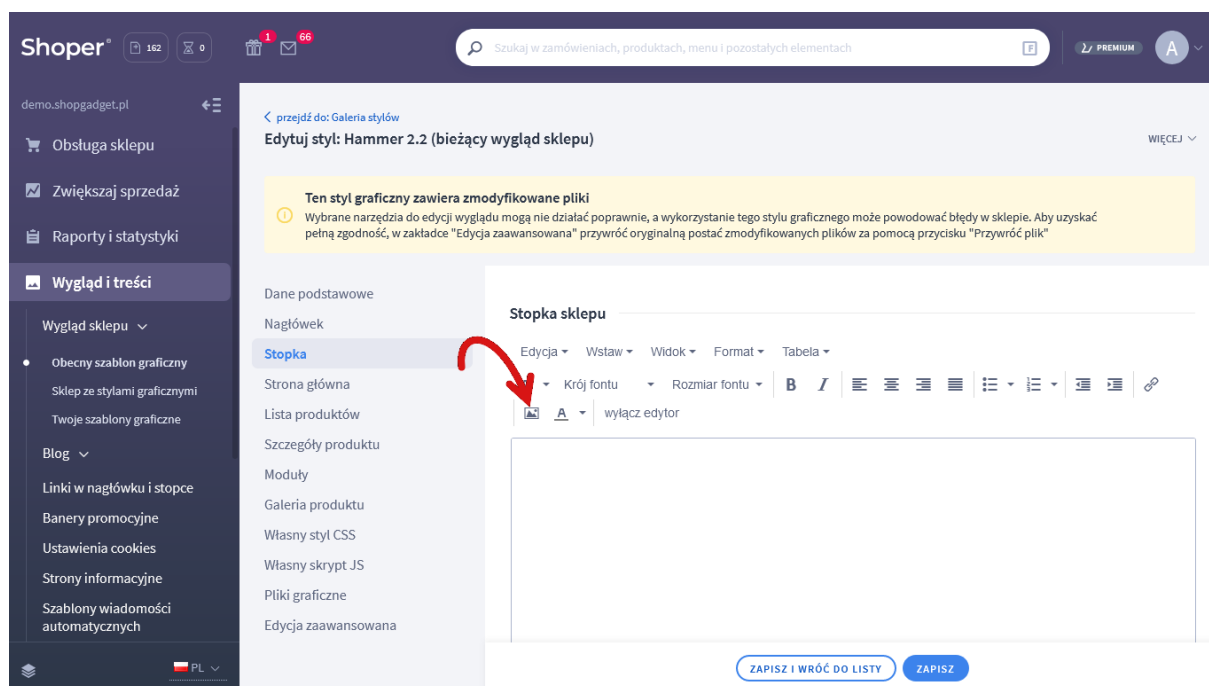 Shoper®
162
0
1
66
Szukaj w zamówieniach, produktach, menu i pozostałych elementach
F
PREMIUM
A
demo.shopgadget.pl
Obsługa sklepu
Zwiększaj sprzedaż
Raporty i statystyki
Wygląd i treści
Wygląd sklepu
Obecny szablon graficzny
Sklep ze stylami graficznymi
Twoje szablony graficzne
Blog
Linki w nagłówku i stopce
Banery promocyjne
Ustawienia cookies
Strony informacyjne
Szablony wiadomości
automatycznych
PL
przejdź do: Galeria stylów
Edytuj styl: Hammer 2.2 (bieżący wygląd sklepu)
WIĘCEJ
Ten styl graficzny zawiera zmodyfikowane pliki
Wybrane narzędzia do edycji wyglądu mogą nie działać poprawnie, a wykorzystanie tego stylu graficznego może powodować błędy w sklepie. Aby uzyskać
pełną zgodność, w zakładce "Edycja zaawansowana" przywróć oryginalną postać zmodyfikowanych plików za pomocą przycisku "Przywróć plik"
Dane podstawowe
Nagłówek
Stopka
Strona główna
Lista produktów
Szczegóły produktu
Moduły
Galeria produktu
Własny styl CSS
Własny skrypt JS
Pliki graficzne
Edycja zaawansowana
Stopka sklepu
Edycja Wstaw Widok Format Tabela
Krój fontu Rozmiar fontu B I
A wyłącz edytor
ZAPISZ I WRÓĆ DO LISTY ZAPISZ